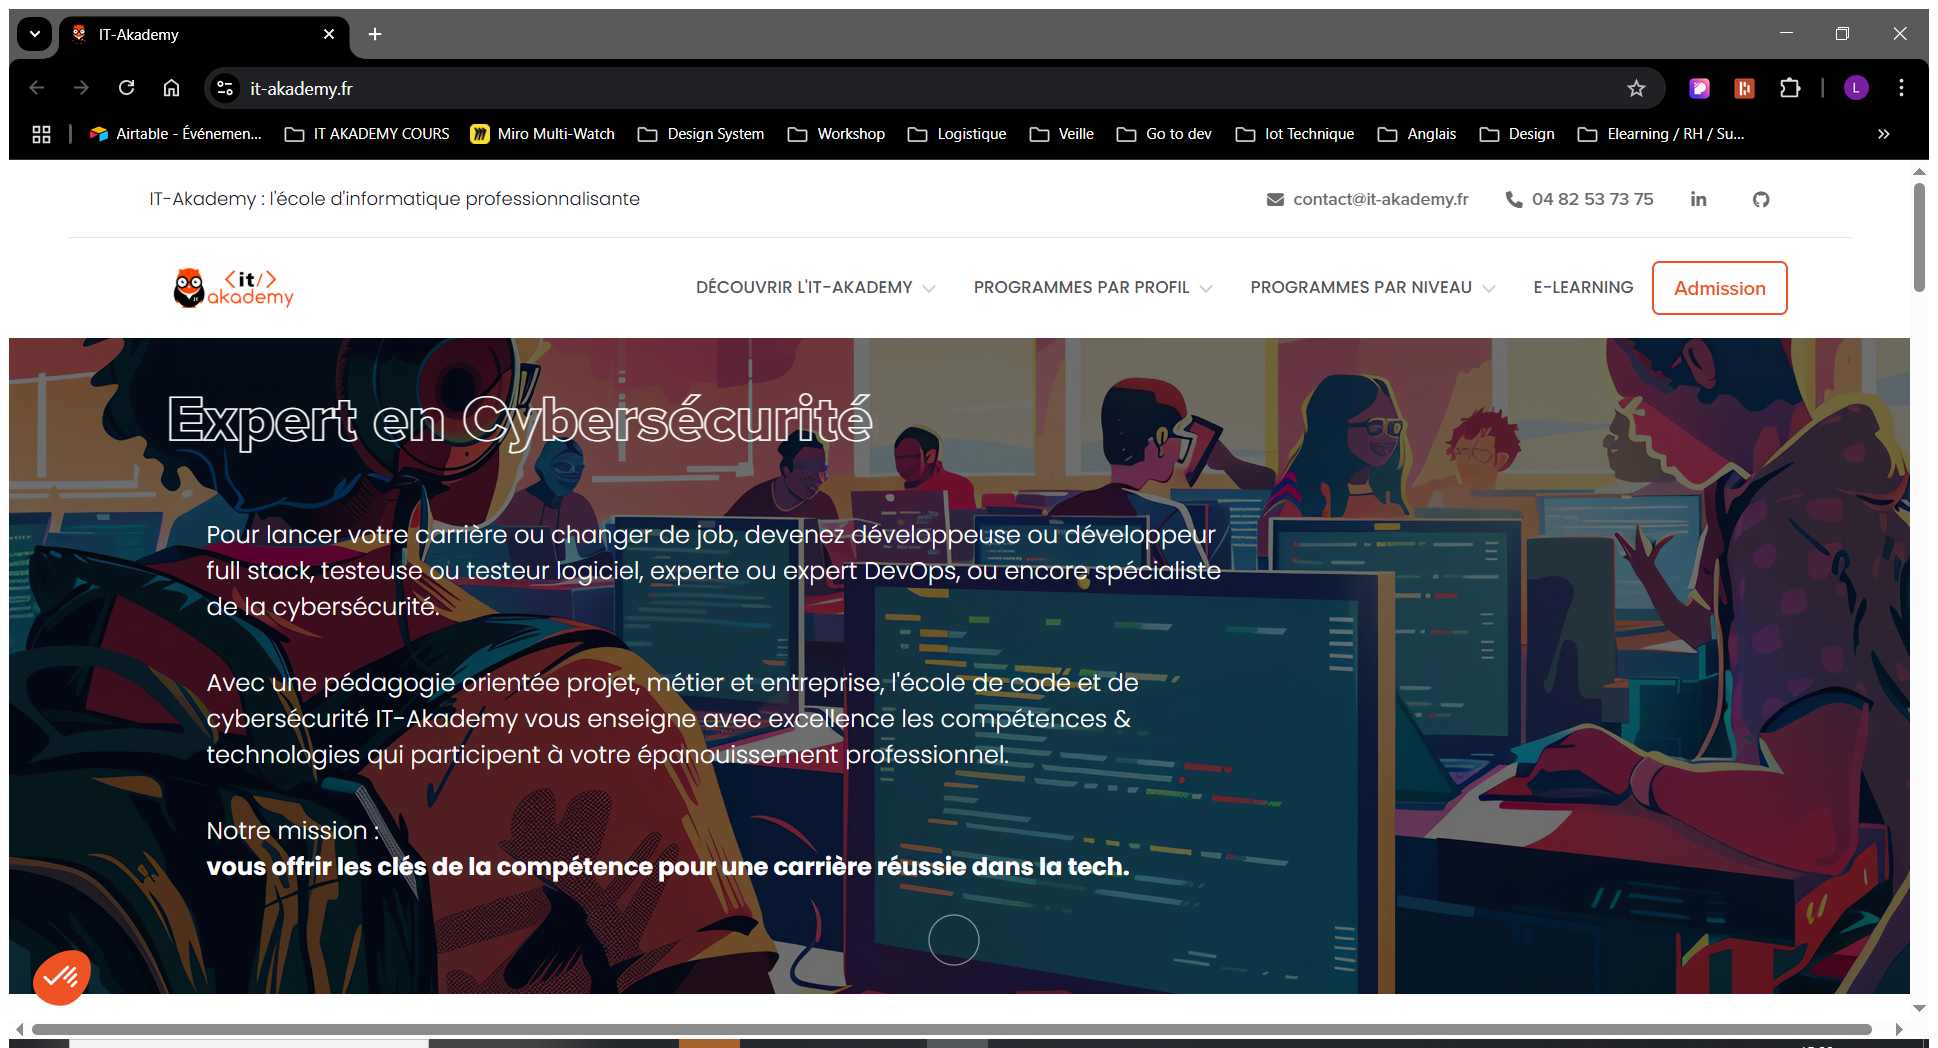 IT-Akademy
it-akademy.fr
L
Airtable - Événemen... IT AKADEMY COURS Miro Multi-Watch Design System Workshop Logistique Veille Go to dev Iot Technique Anglais Design Elearning / RH / Su...
IT-Akademy : l'école d'informatique professionnalisante
contact@it-akademy.fr 04 82 53 73 75
<it/>
akademy
DÉCOUVRIR L'IT-AKADEMY PROGRAMMES PAR PROFIL PROGRAMMES PAR NIVEAU E-LEARNING Admission
Expert en Cybersécurité
Pour lancer votre carrière ou changer de job, devenez développeuse ou développeur
full stack, testeuse ou testeur logiciel, experte ou expert DevOps, ou encore spécialiste
de la cybersécurité.
Avec une pédagogie orientée projet, métier et entreprise, l'école de code et de
cybersécurité IT-Akademy vous enseigne avec excellence les compétences &
technologies qui participent à votre épanouissement professionnel.
Notre mission :
vous offrir les clés de la compétence pour une carrière réussie dans la tech.